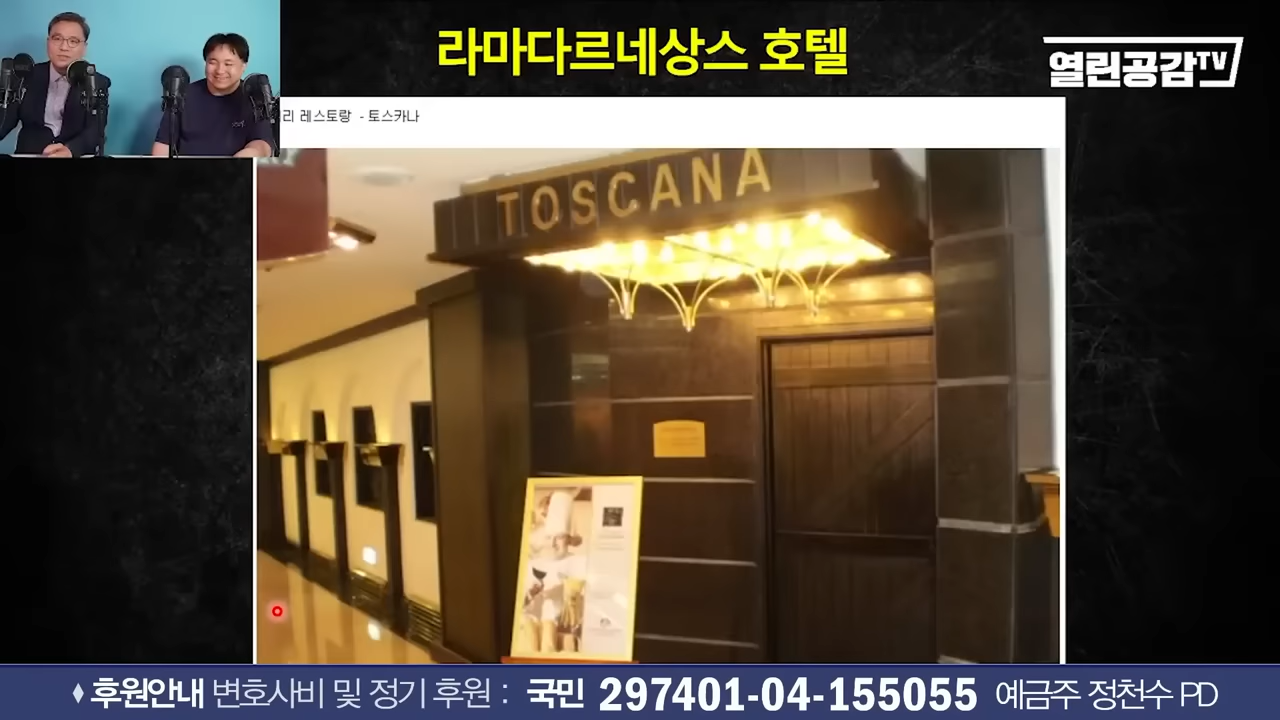 라마다르네상스 호텔
열린공감TV
리 레스토랑 - 토스카나
TOSCANA
♦ 후원안내 변호사비 및 정기 후원 : 국민 297401-04-155055 예금주 정천수 PD